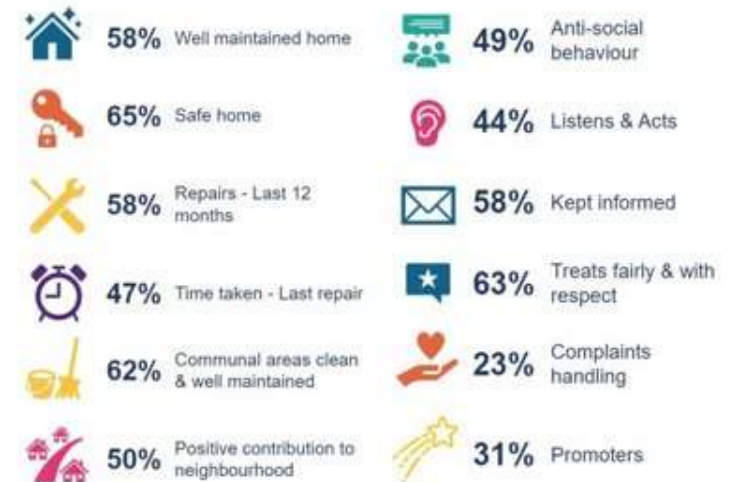 58% Well maintained home
65% Safe home
58% Repairs - Last 12
months
47% Time taken - Last repair
62% Communal areas clean
& well maintained
50% Positive contribution to
neighbourhood
49% Anti-social
behaviour
44% Listens & Acts
58% Kept informed
63% Treats fairly & with
respect
23% Complaints
handling
31% Promoters